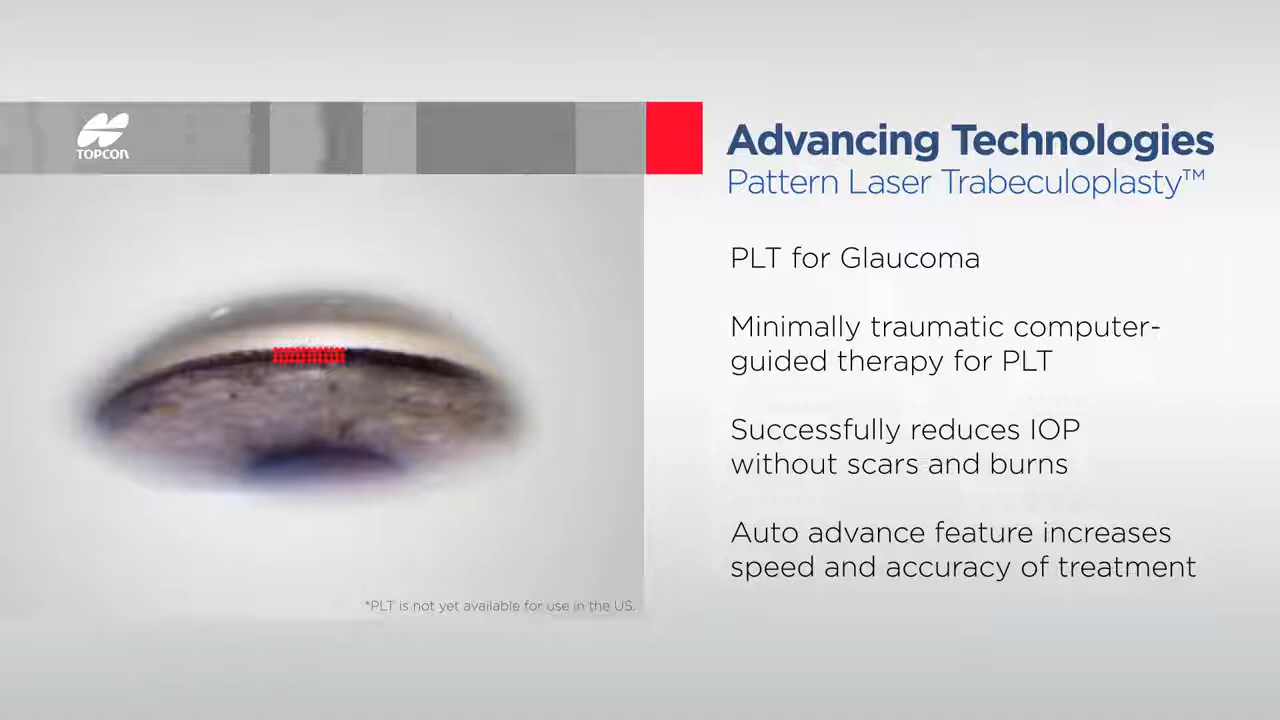 TOPCON
Advancing Technologies
Pattern Laser Trabeculoplasty™
PLT for Glaucoma
Minimally traumatic computer-
guided therapy for PLT
Successfully reduces IOP
without scars and burns
Auto advance feature increases
speed and accuracy of treatment
*PLT is not yet available for use in the US.